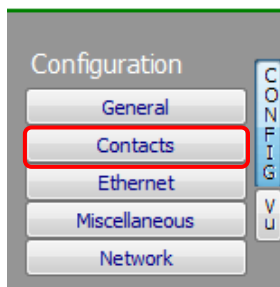 Configuration
General
Contacts
Ethernet
Miscellaneous
Network
CONFIG
Vu